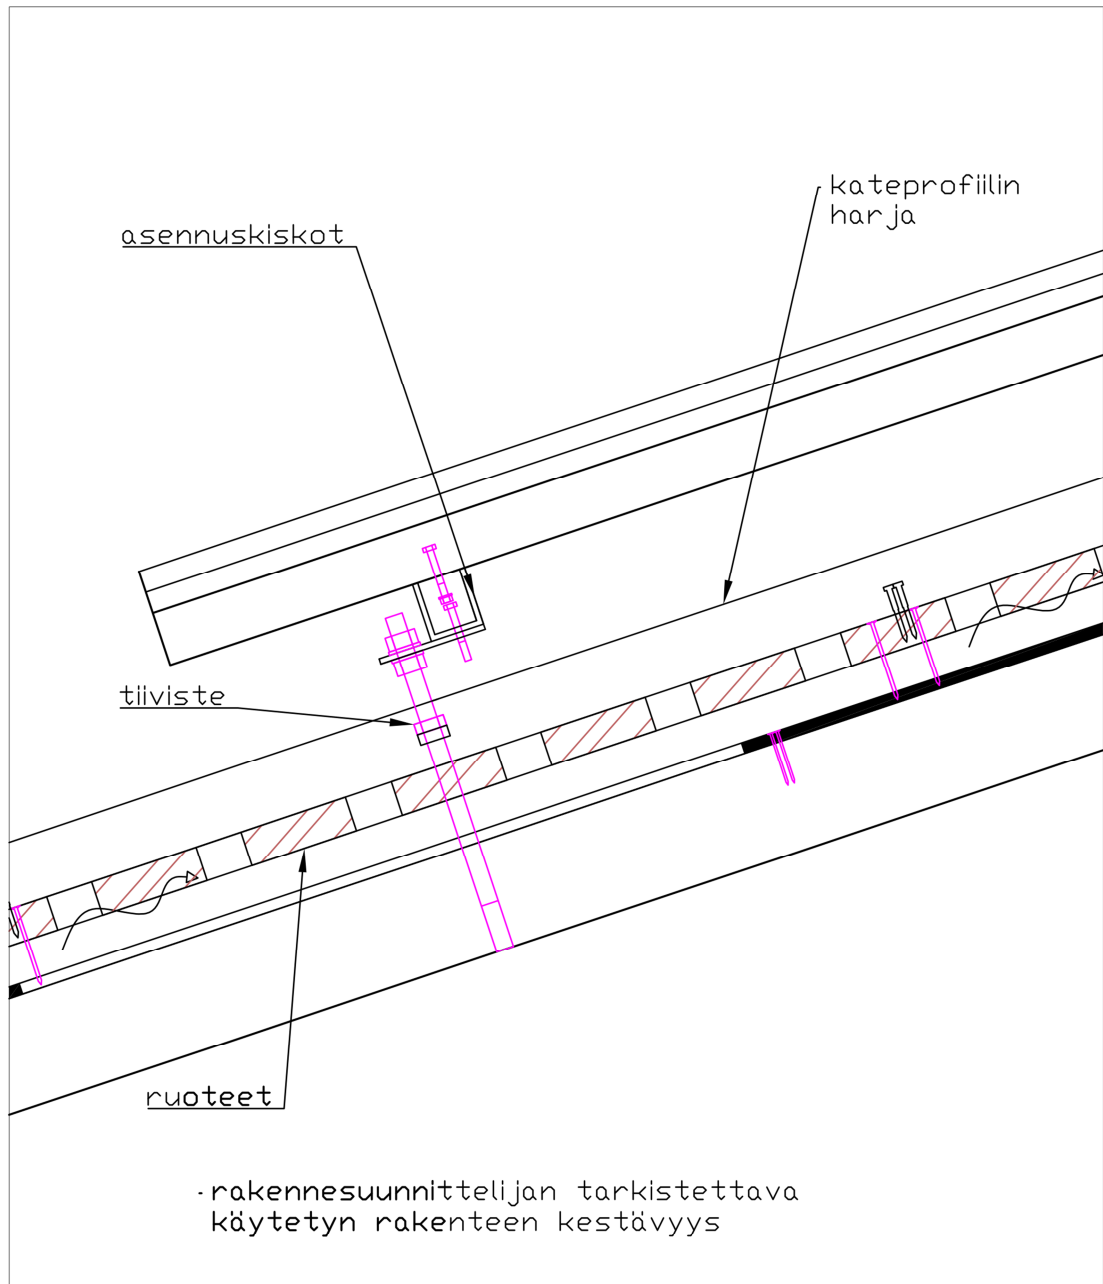 kateprofiilin
harja
asennuskiskot
tiiviste
ruoteet
- rakennesuunnittelijan tarkistettava
käytetyn rakenteen kestävyys